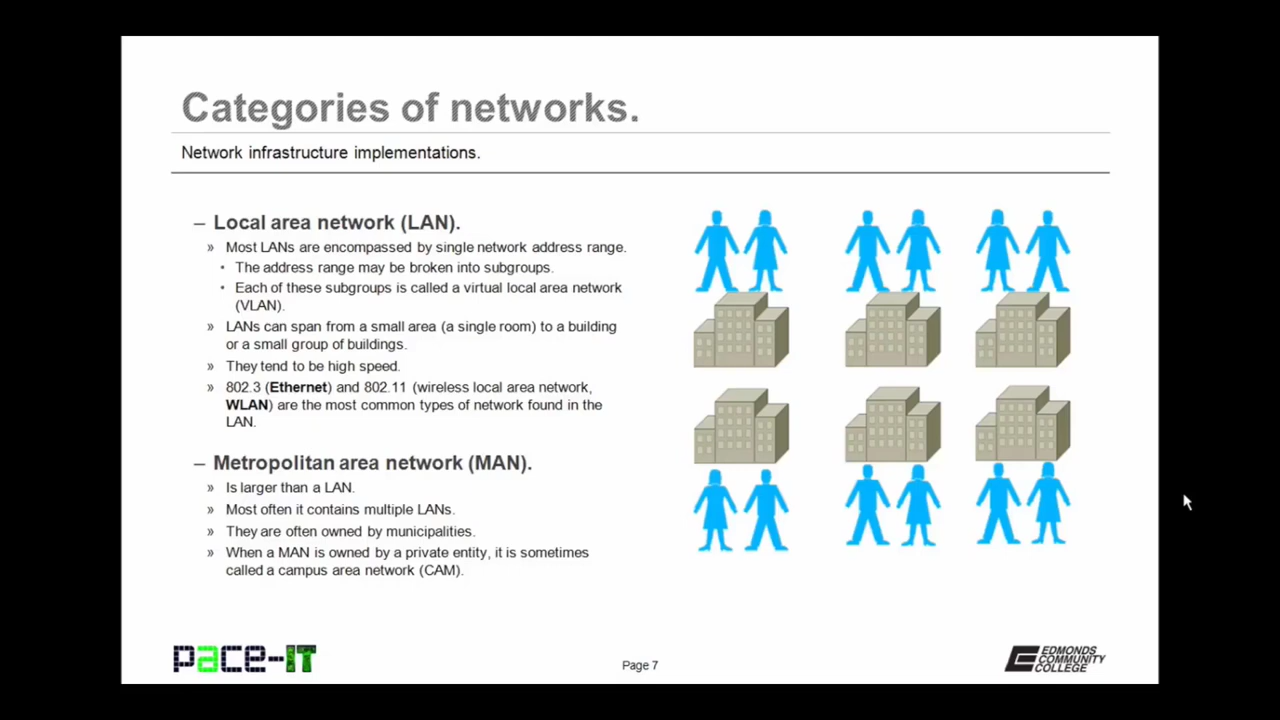 Categories of networks.
Network infrastructure implementations.
– Local area network (LAN).
» Most LANs are encompassed by single network address range.
• The address range may be broken into subgroups.
• Each of these subgroups is called a virtual local area network
(VLAN).
» LANs can span from a small area (a single room) to a building
or a small group of buildings.
» They tend to be high speed.
» 802.3 (Ethernet) and 802.11 (wireless local area network,
WLAN) are the most common types of network found in the
LAN.
– Metropolitan area network (MAN).
» Is larger than a LAN.
» Most often it contains multiple LANs.
» They are often owned by municipalities.
» When a MAN is owned by a private entity, it is sometimes
called a campus area network (CAM).
pace-IT
Page 7
EDMONDS
COMMUNITY
COLLEGE